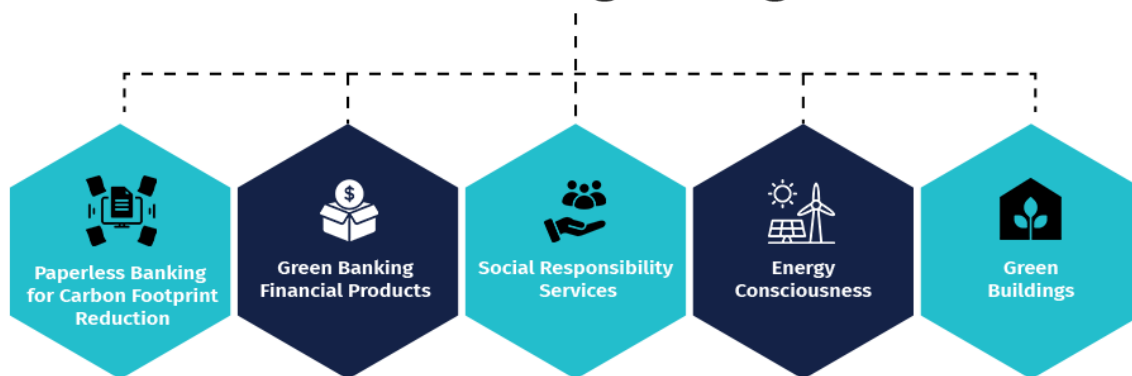 Paperless Banking
for Carbon Footprint
Reduction
Green Banking
Financial Products
Social Responsibility
Services
Energy
Consciousness
Green
Buildings